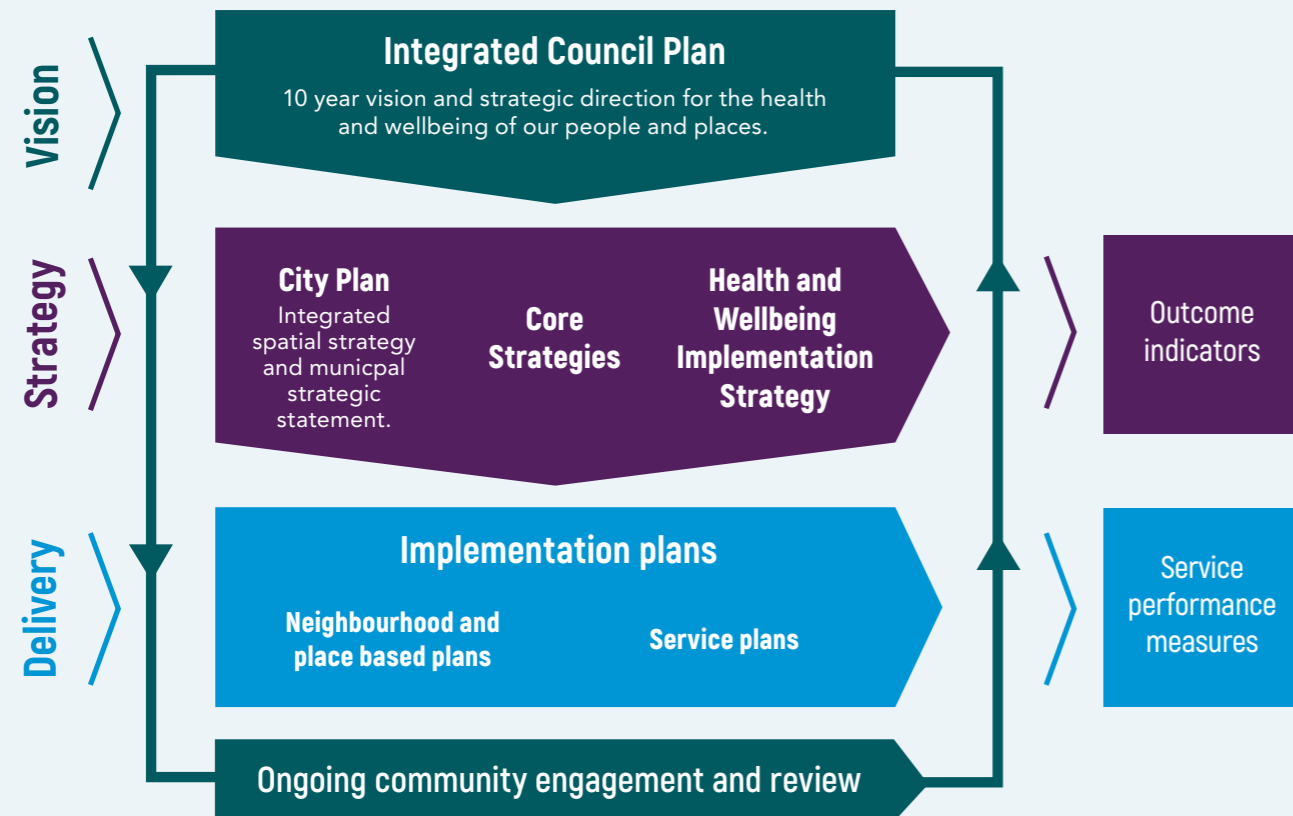 Vision
Integrated Council Plan
10 year vision and strategic direction for the health
and wellbeing of our people and places.
Strategy
City Plan
Integrated
spatial strategy
and municpal
strategic
statement.
Core
Strategies
Health and
Wellbeing
Implementation
Strategy
Outcome
indicators
Delivery
Implementation plans
Neighbourhood and
place based plans
Service plans
Service
performance
measures
Ongoing community engagement and review